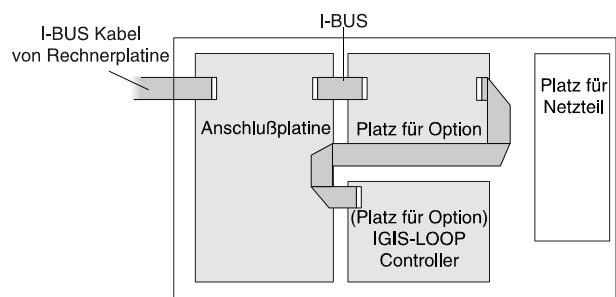 I-BUS Kabel
von Rechnerplatine
I-BUS
Anschlußplatine
Platz für Option
Platz für
Netzteil
(Platz für Option)
IGIS-LOOP
Controller